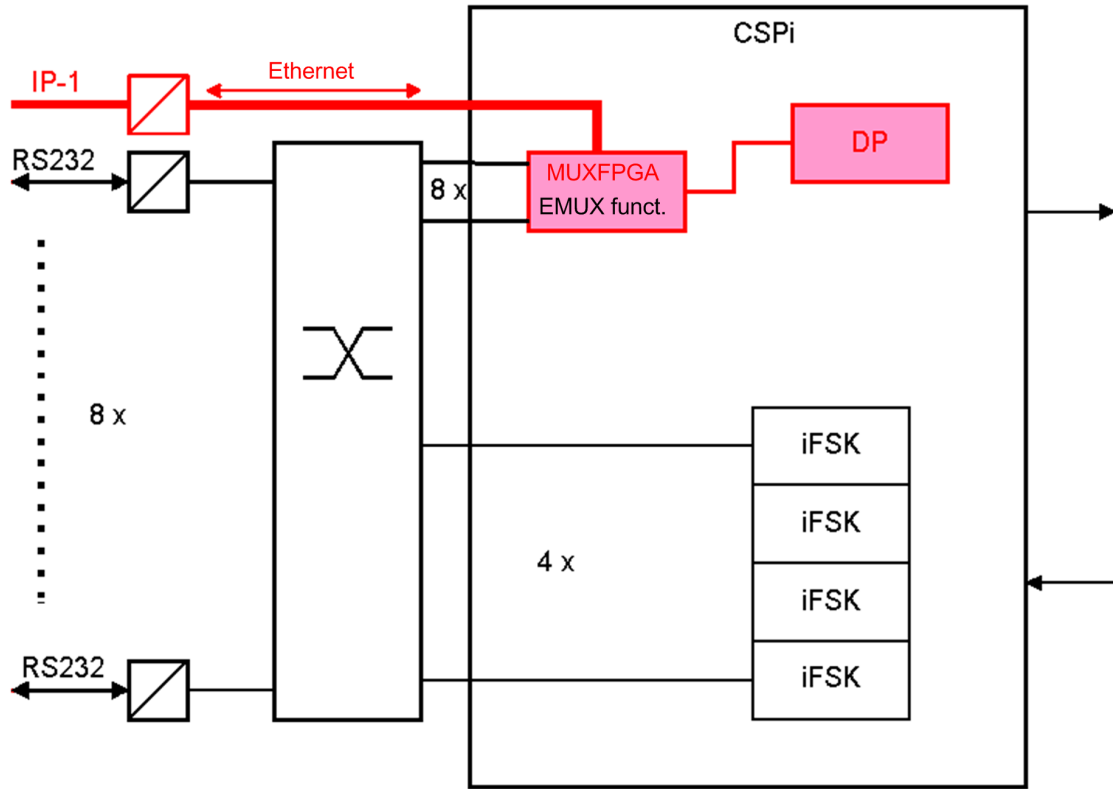 CSPi
Ethernet
IP-1
RS232
8 x
MUXFPGA
EMUX funct.
DP
8 x
iFSK
iFSK
4 x
iFSK
RS232
iFSK